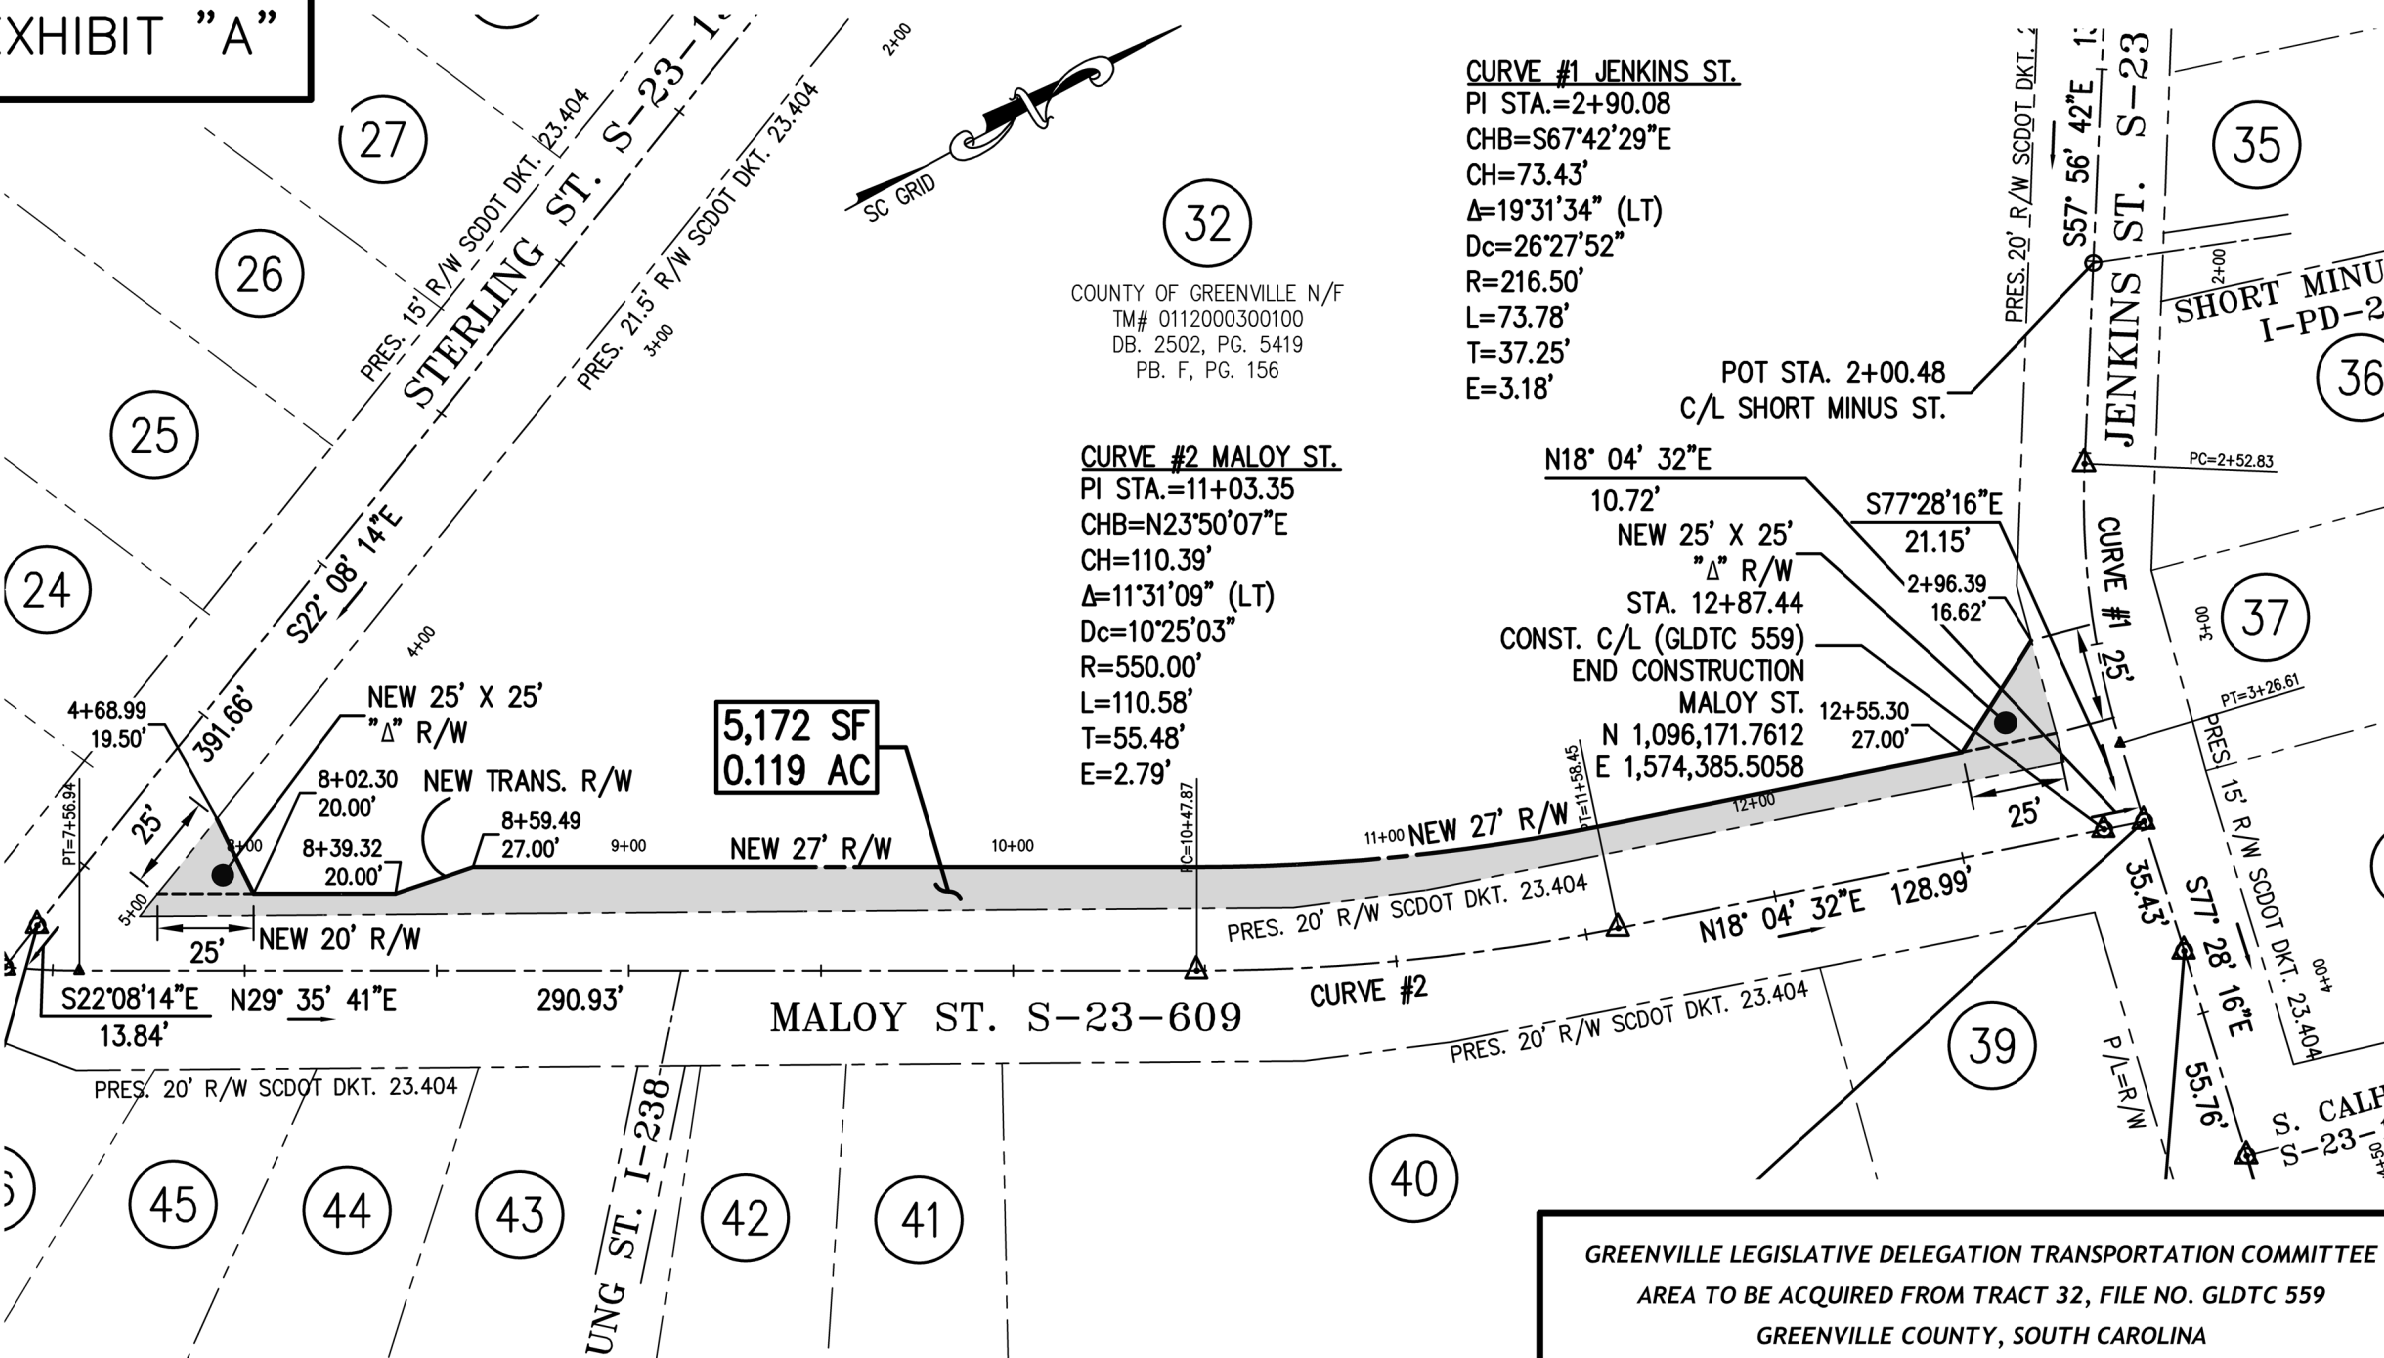 EXHIBIT "A"
27
26
25
24
STERLING ST. S-23-1
PRES. 15' R/W SCDOT DKT. 23.404
PRES. 21.5' R/W SCDOT DKT. 23.404
2+00
3+00
4+00
5+00
S22° 08' 14"E
391.66'
SC GRID
32
COUNTY OF GREENVILLE N/F
TM# 0112000300100
DB. 2502, PG. 5419
PB. F, PG. 156
CURVE #1 JENKINS ST.
PI STA.=2+90.08
CHB=S67°42'29"E
CH=73.43'
Δ=19°31'34" (LT)
Dc=26°27'52"
R=216.50'
L=73.78'
T=37.25'
E=3.18'
CURVE #2 MALOY ST.
PI STA.=11+03.35
CHB=N23°50'07"E
CH=110.39'
Δ=11°31'09" (LT)
Dc=10°25'03"
R=550.00'
L=110.58'
T=55.48'
E=2.79'
PRES. 20' R/W SCDOT DKT. 2
S57° 56' 42"E 13
JENKINS ST. S-23
35
2+00
SHORT MINU
I-PD-2
36
POT STA. 2+00.48
C/L SHORT MINUS ST.
PC=2+52.83
N18° 04' 32"E
10.72'
S77°28'16"E
21.15'
NEW 25' X 25'
"Δ" R/W
2+96.39
16.62'
STA. 12+87.44
CONST. C/L (GLDTC 559)
END CONSTRUCTION
MALOY ST.
N 1,096,171.7612
E 1,574,385.5058
12+55.30
27.00'
CURVE #1
25'
25'
3+00
37
PT=3+26.61
PRES. 15' R/W SCDOT DKT. 23.404
4+68.99
19.50'
NEW 25' X 25'
"Δ" R/W
8+02.30
20.00'
8+39.32
20.00'
NEW TRANS. R/W
8+59.49
27.00'
5,172 SF
0.119 AC
25'
PT=7+56.94
8+00
9+00
NEW 27' R/W
10+00
PC=10+47.87
11+00
NEW 27' R/W
PT=11+58.45
12+00
25'
NEW 20' R/W
PRES. 20' R/W SCDOT DKT. 23.404
S22°08'14"E
13.84'
N29° 35' 41"E
290.93'
MALOY ST. S-23-609
CURVE #2
N18° 04' 32"E 128.99'
35.43'
S77° 28' 16"E
55.76'
4+00
PRES. 20' R/W SCDOT DKT. 23.404
PRES. 20' R/W SCDOT DKT. 23.404
39
P/L=R/W
S. CALH
S-23-
4+50
45
44
43
UNG ST. I-238
42
41
40
GREENVILLE LEGISLATIVE DELEGATION TRANSPORTATION COMMITTEE
AREA TO BE ACQUIRED FROM TRACT 32, FILE NO. GLDTC 559
GREENVILLE COUNTY, SOUTH CAROLINA